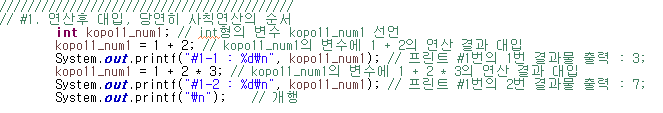 ////////////////////////////////////////
// #1. 연산후 대입, 당연히 사칙연산의 순서
int kopo11_num1; // int형의 변수 kopo11_num1 선언
kopo11_num1 = 1 + 2; // kopo11_num1의 변수에 1 + 2의 연산 결과 대입
System.out.printf("#1-1 : %d\n", kopo11_num1); // 프린트 #1번의 1번 결과물 출력 : 3;
kopo11_num1 = 1 + 2 * 3; // kopo11_num1의 변수에 1 + 2 * 3의 연산 결과 대입
System.out.printf("#1-2 : %d\n", kopo11_num1); // 프린트 #1번의 2번 결과물 출력 : 7;
System.out.printf("\n"); // 개행